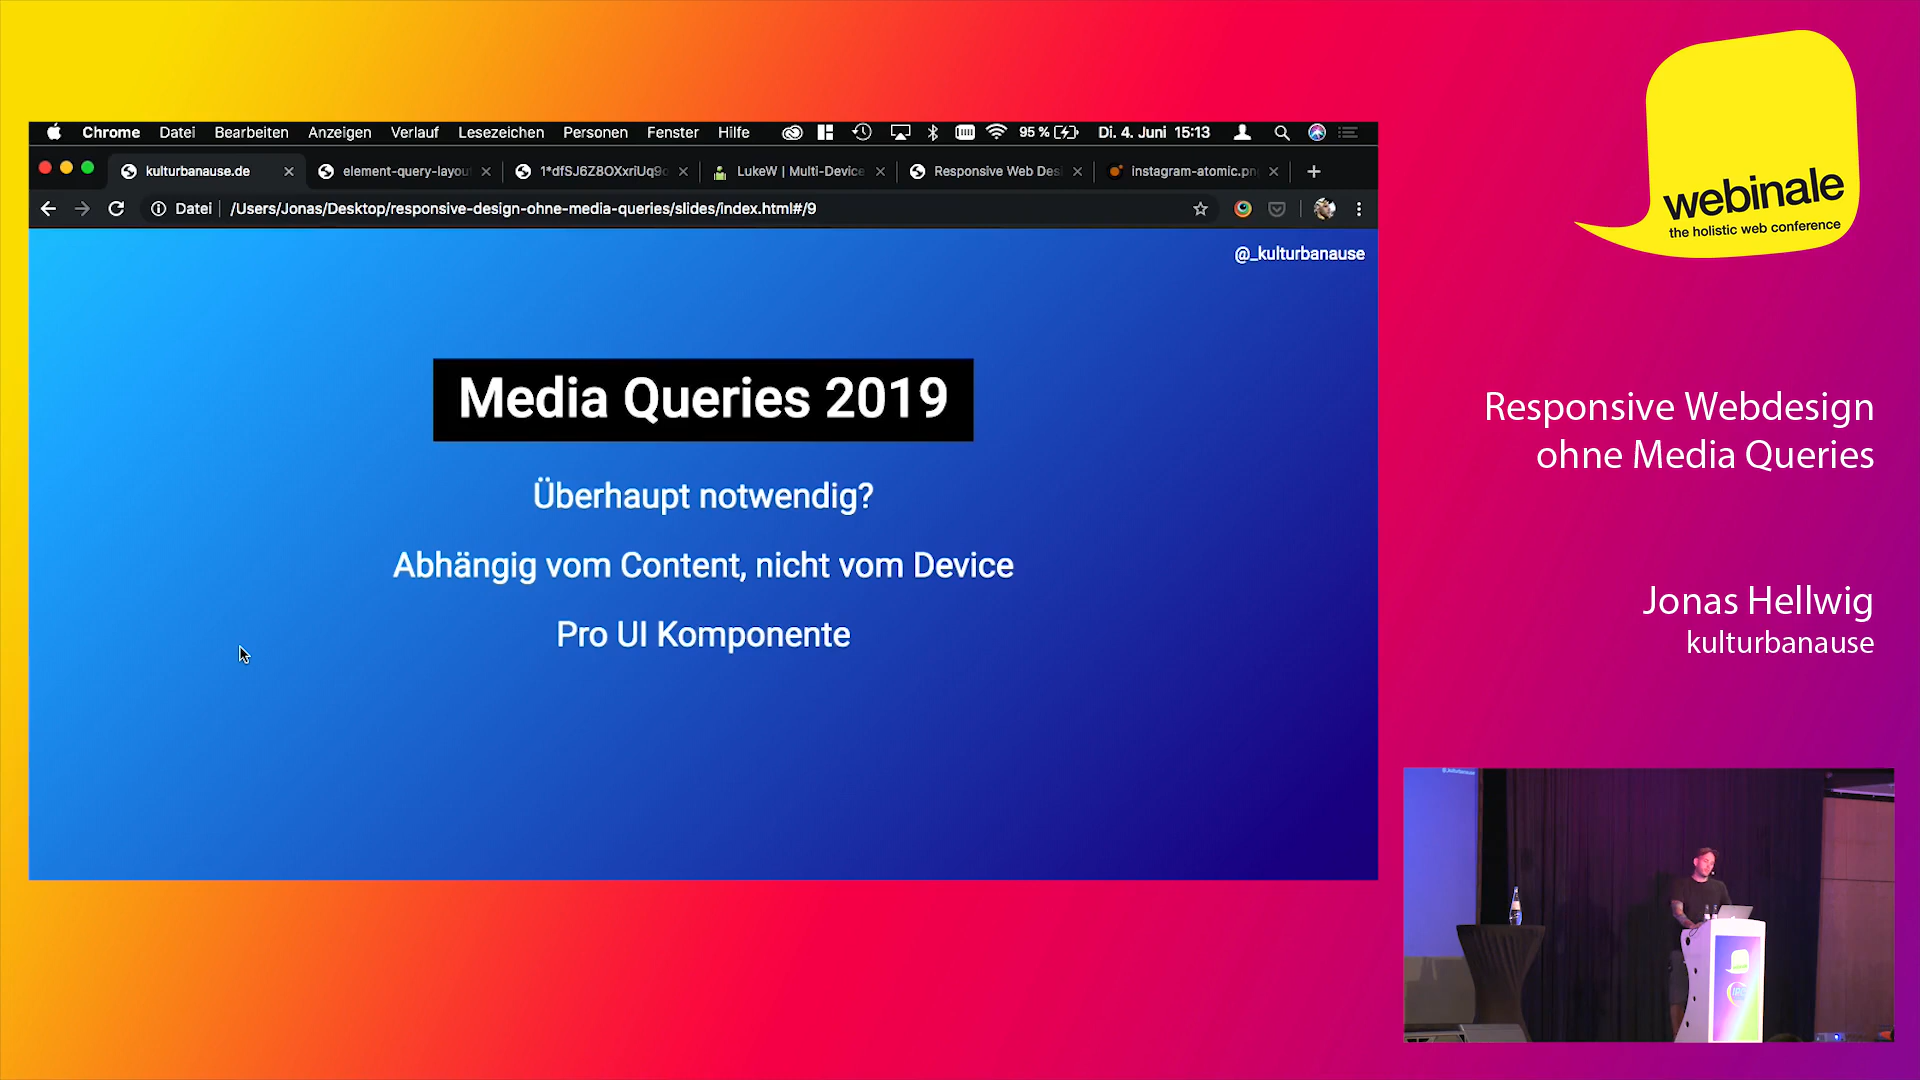 Chrome Datei Bearbeiten Anzeigen Verlauf Lesezeichen Personen Fenster Hilfe 95 % Di. 4. Juni 15:13
kulturbanause.de element-query-layou 1*dfSJ6Z8OXxriUq9 LukeW | Multi-Device Responsive Web Des instagram-atomic.pn
Datei /Users/Jonas/Desktop/responsive-design-ohne-media-queries/slides/index.html#/9
@_kulturbanause
Media Queries 2019
Überhaupt notwendig?
Abhängig vom Content, nicht vom Device
Pro UI Komponente
webinale
the holistic web conference
Responsive Webdesign
ohne Media Queries
Jonas Hellwig
kulturbanause